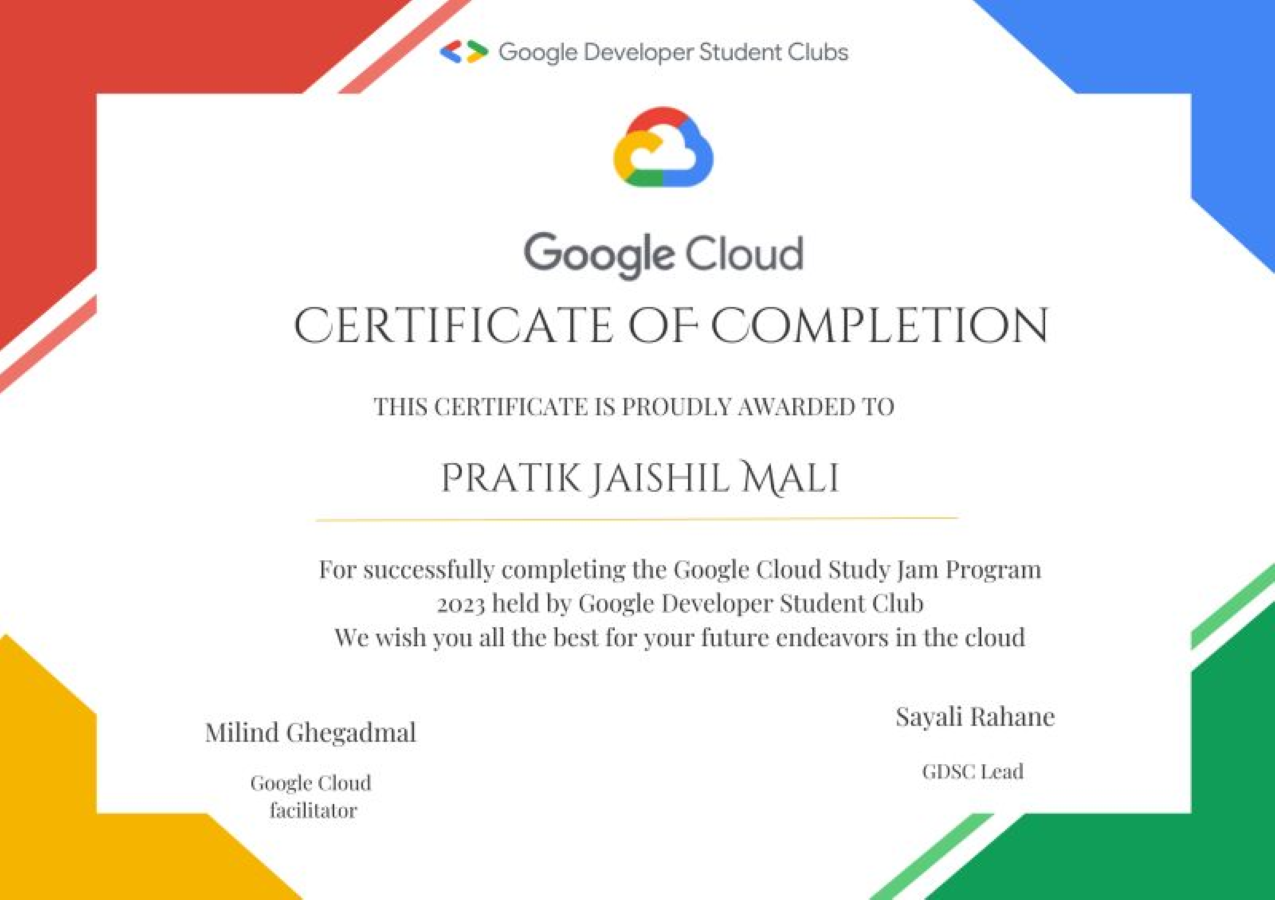 Google Developer Student Clubs
Google Cloud
CERTIFICATE OF COMPLETION
THIS CERTIFICATE IS PROUDLY AWARDED TO
PRATIK JAISHIL MALI
For successfully completing the Google Cloud Study Jam Program
2023 held by Google Developer Student Club
We wish you all the best for your future endeavors in the cloud
Milind Ghegadmal
Google Cloud
facilitator
Sayali Rahane
GDSC Lead